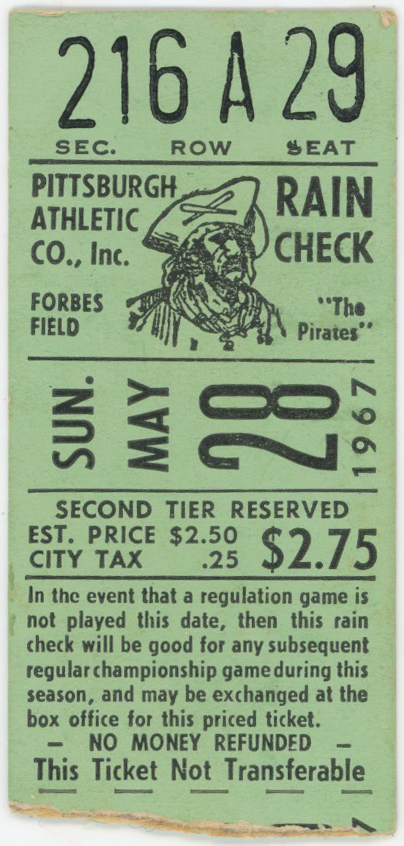 216 A 29
SEC. ROW SEAT
PITTSBURGH
ATHLETIC
CO., Inc.
RAIN
CHECK
FORBES
FIELD
"The
Pirates"
SUN. MAY 28 1967
SECOND TIER RESERVED
EST. PRICE $2.50
CITY TAX .25
$2.75
In the event that a regulation game is
not played this date, then this rain
check will be good for any subsequent
regular championship game during this
season, and may be exchanged at the
box office for this priced ticket.
— NO MONEY REFUNDED —
This Ticket Not Transferable